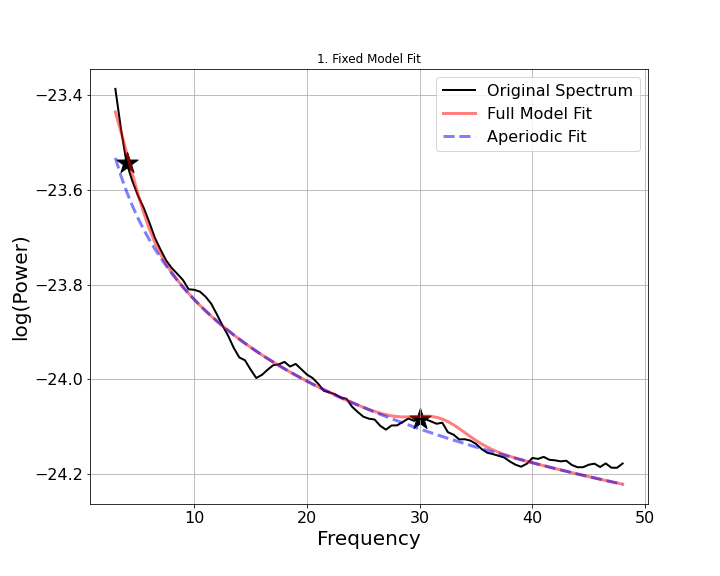 1. Fixed Model Fit
Original Spectrum
Full Model Fit
Aperiodic Fit
log(Power)
−23.4
−23.6
−23.8
−24.0
−24.2
10
20
30
40
50
Frequency